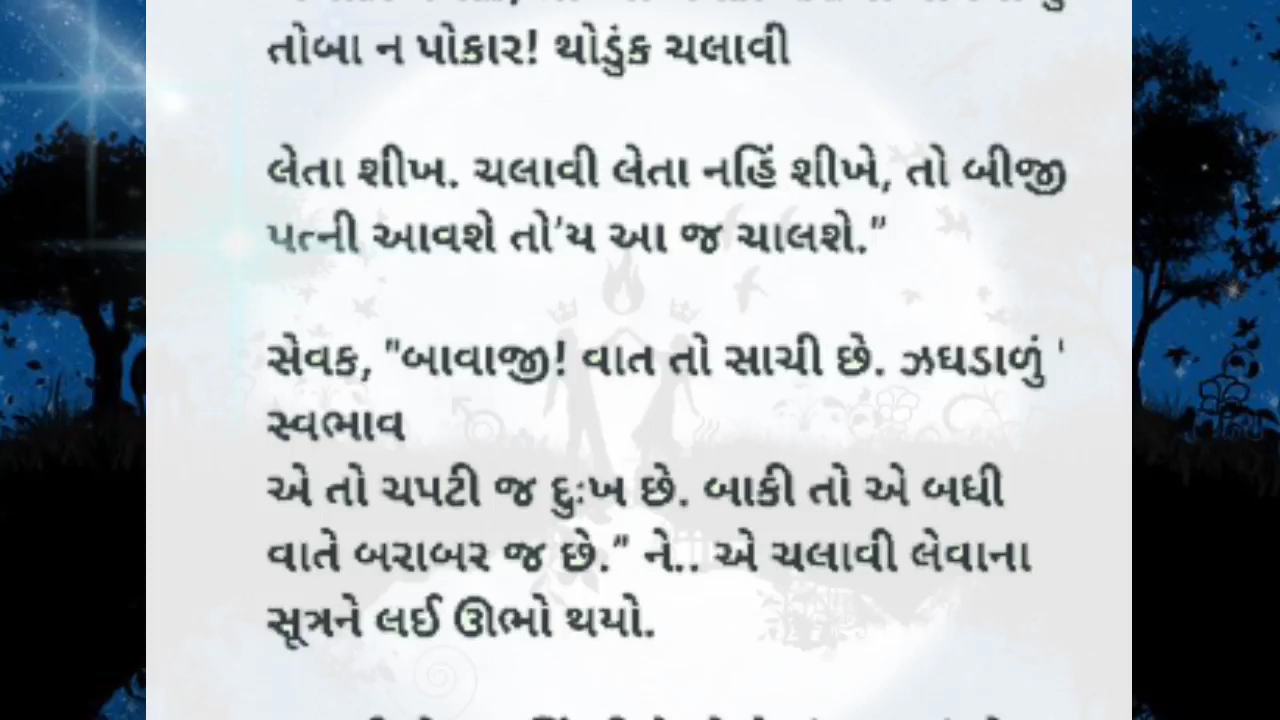 તોબા ન પોકાર! થોડુંક ચલાવી
લેતા શીખ. ચલાવી લેતા નહિં શીખે, તો બીજી
પત્ની આવશે તો'ય આ જ ચાલશે."
સેવક, "બાવાજી! વાત તો સાચી છે. ઝઘડાળું '
સ્વભાવ
એ તો ચપટી જ દુઃખ છે. બાકી તો એ બધી
વાતે બરાબર જ છે." ને.. એ ચલાવી લેવાના
સૂત્રને લઈ ઊભો થયો.